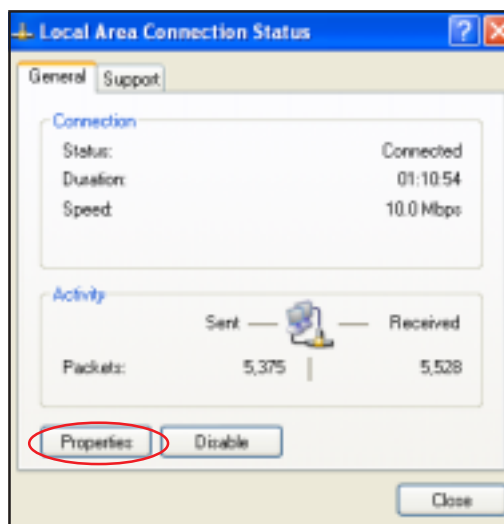 Local Area Connection Status
General Support
Connection
Status: Connected
Duration: 01:10:54
Speed: 10.0 Mbps
Activity
Sent — — Received
Packets: 5,375 | 5,528
Properties Disable
Close